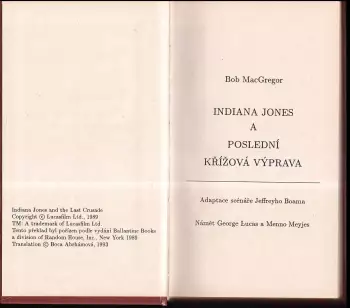 Indiana Jones and the Last Crusade
Copyright © Lucasfilm Ltd., 1989
TM: A trademark of Lucasfilm Ltd
Tento překlad byl pořízen podle vydání Ballantine Books
a division of Random House, Inc., New York 1989
Translation © Boca Abrhámová, 1993
Bob MacGregor
INDIANA JONES
A
POSLEDNÍ
KŘÍŽOVÁ VÝPRAVA
Adaptace scénáře Jeffreyho Boama
Námět George Lucas a Menno Meyjes